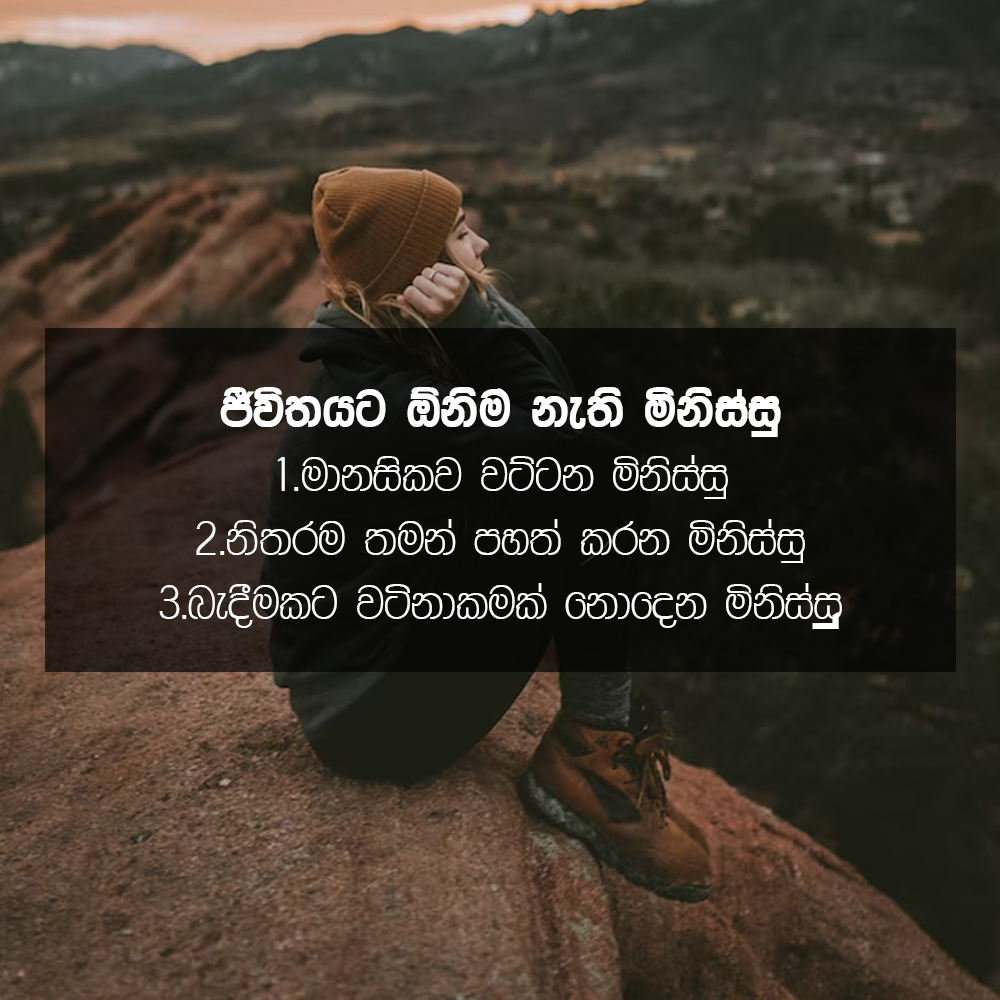 ජීවිතයට ඕනිම නැති මිනිස්සු
1.මානසිකව වට්ටන මිනිස්සු
2.නිතරම තමන් පහත් කරන මිනිස්සු
3.බැදීමකට වටිනාකමක් නොදෙන මිනිස්සු